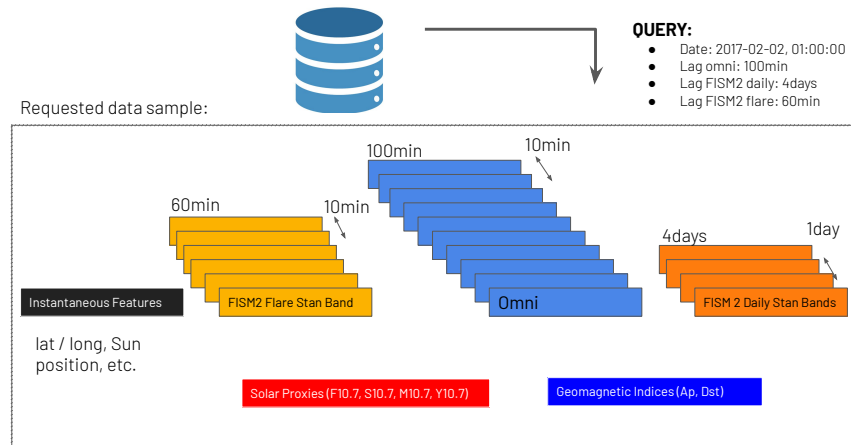 QUERY:
● Date: 2017-02-02, 01:00:00
● Lag omni: 100min
● Lag FISM2 daily: 4days
● Lag FISM2 flare: 60min
Requested data sample:
100min
10min
60min
10min
4days
1day
Instantaneous Features
FISM2 Flare Stan Band
Omni
FISM 2 Daily Stan Bands
lat / long, Sun
position, etc.
Solar Proxies (F10.7, S10.7, M10.7, Y10.7)
Geomagnetic Indices (Ap, Dst)